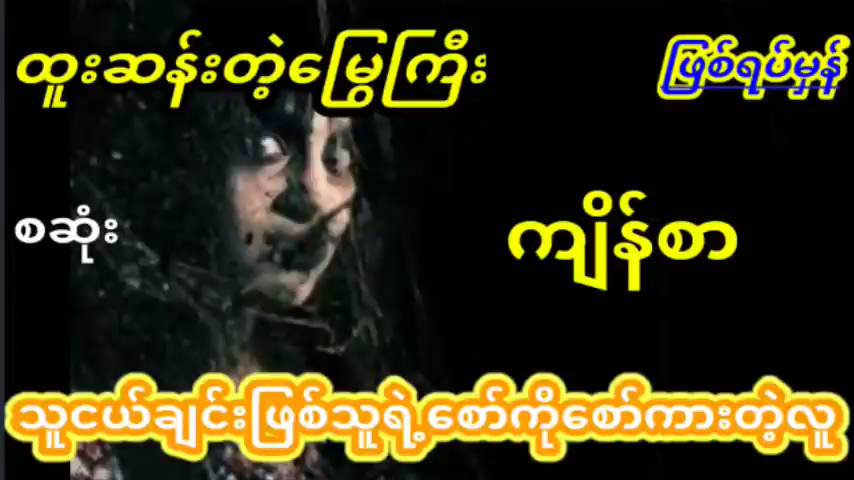 ထူးဆန်းတဲ့မြွေကြီး
ဖြစ်ရပ်မှန်
စဆုံး
ကျိန်စာ
သူငယ်ချင်းဖြစ်သူရဲ့စော်ကိုစော်ကားတဲ့လူ